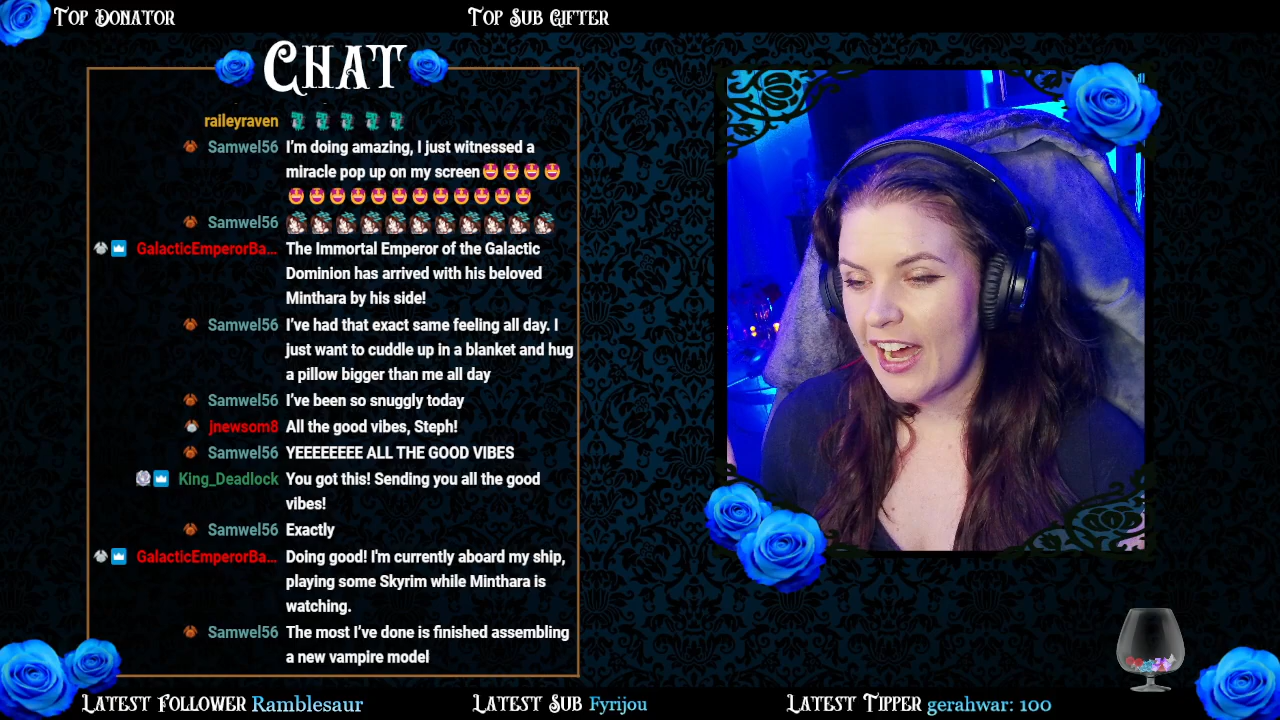 Top Donator
Top Sub Gifter
Chat
raileyraven
Samwel56 I'm doing amazing, I just witnessed a
miracle pop up on my screen
Samwel56
GalacticEmperorBa... The Immortal Emperor of the Galactic
Dominion has arrived with his beloved
Minthara by his side!
Samwel56 I've had that exact same feeling all day. I
just want to cuddle up in a blanket and hug
a pillow bigger than me all day
Samwel56 I've been so snuggly today
jnewsom8 All the good vibes, Steph!
Samwel56 YEEEEEEEE ALL THE GOOD VIBES
King_Deadlock You got this! Sending you all the good
vibes!
Samwel56 Exactly
GalacticEmperorBa... Doing good! I'm currently aboard my ship,
playing some Skyrim while Minthara is
watching.
Samwel56 The most I've done is finished assembling
a new vampire model
Latest Follower Ramblesaur
Latest Sub Fyrijou
Latest Tipper gerahwar: 100